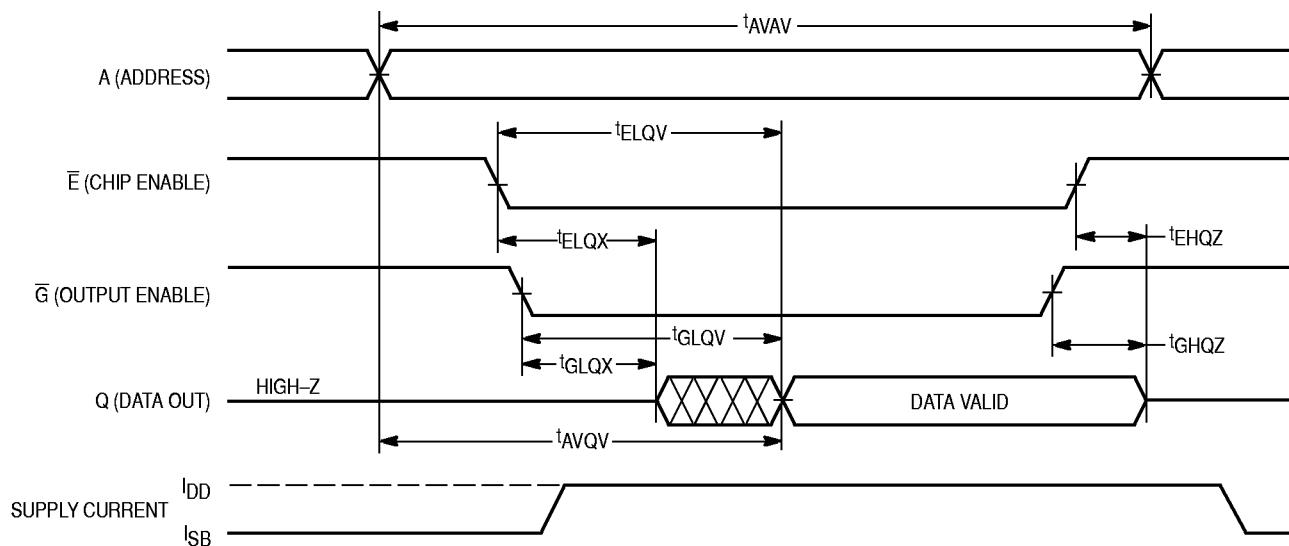 tAVAV
A (ADDRESS)
tELQV
E̅ (CHIP ENABLE)
tELQX
tEHQZ
G̅ (OUTPUT ENABLE)
tGLQV
tGHQZ
tGLQX
HIGH–Z
Q (DATA OUT)
DATA VALID
tAVQV
IDD
SUPPLY CURRENT
ISB